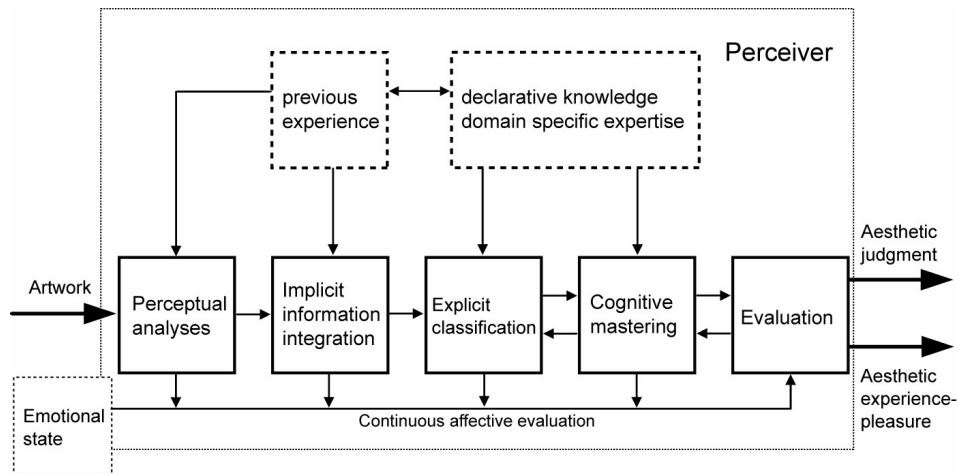 Perceiver
previous
experience
declarative knowledge
domain specific expertise
Artwork
Perceptual
analyses
Implicit
information
integration
Explicit
classification
Cognitive
mastering
Evaluation
Aesthetic
judgment
Aesthetic
experience-
pleasure
Emotional
state
Continuous affective evaluation